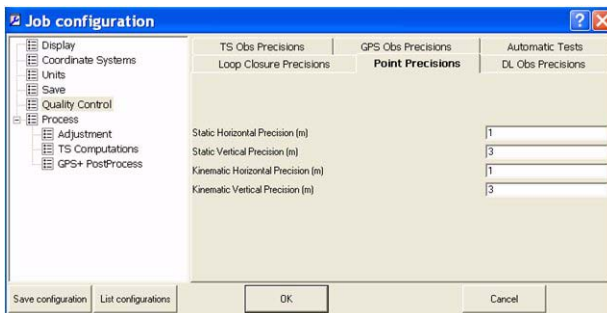 Job configuration
Display
Coordinate Systems
Units
Save
Quality Control
Process
Adjustment
TS Computations
GPS+ PostProcess
TS Obs Precisions GPS Obs Precisions Automatic Tests
Loop Closure Precisions Point Precisions DL Obs Precisions
Static Horizontal Precision (m) 1
Static Vertical Precision (m) 3
Kinematic Horizontal Precision (m) 1
Kinematic Vertical Precision (m) 3
Save configuration List configurations OK Cancel